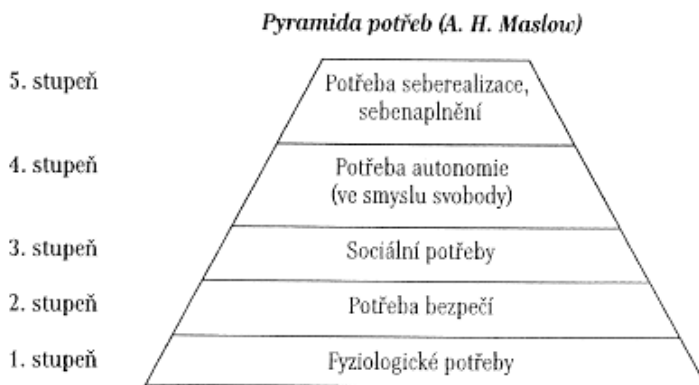 Pyramida potřeb (A. H. Maslow)
5. stupeň
Potřeba seberealizace,
sebenaplnění
4. stupeň
Potřeba autonomie
(ve smyslu svobody)
3. stupeň
Sociální potřeby
2. stupeň
Potřeba bezpečí
1. stupeň
Fyziologické potřeby